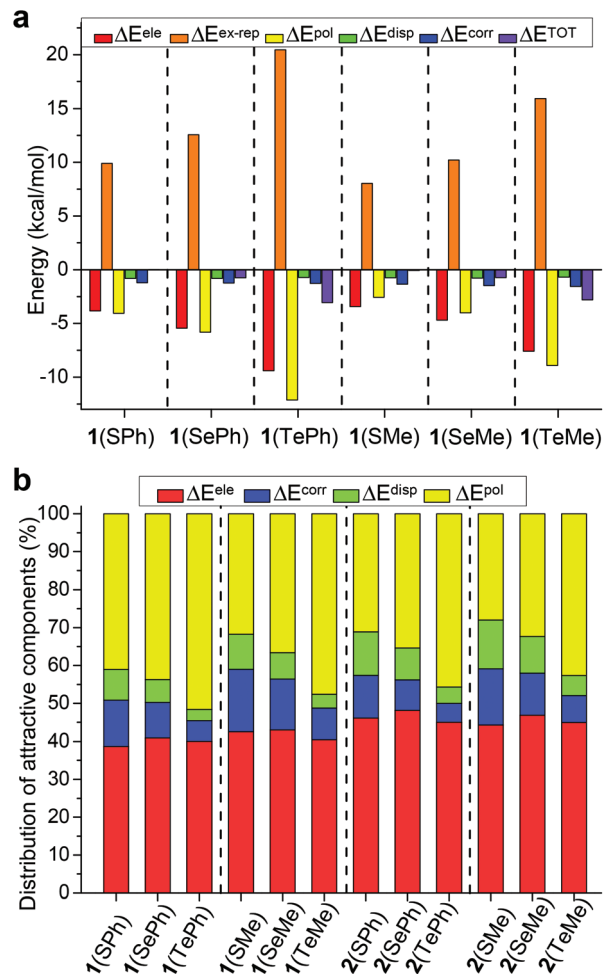 a
ΔEele ΔEex-rep ΔEpol ΔEdisp ΔEcorr ΔETOT
Energy (kcal/mol)
20
15
10
5
0
-5
-10
1(SPh) 1(SePh) 1(TePh) 1(SMe) 1(SeMe) 1(TeMe)
b
ΔEele ΔEcorr ΔEdisp ΔEpol
Distribution of attractive components (%)
100
90
80
70
60
50
40
30
20
10
0
1(SPh) 1(SePh) 1(TePh) 1(SMe) 1(SeMe) 1(TeMe) 2(SPh) 2(SePh) 2(TePh) 2(SMe) 2(SeMe) 2(TeMe)